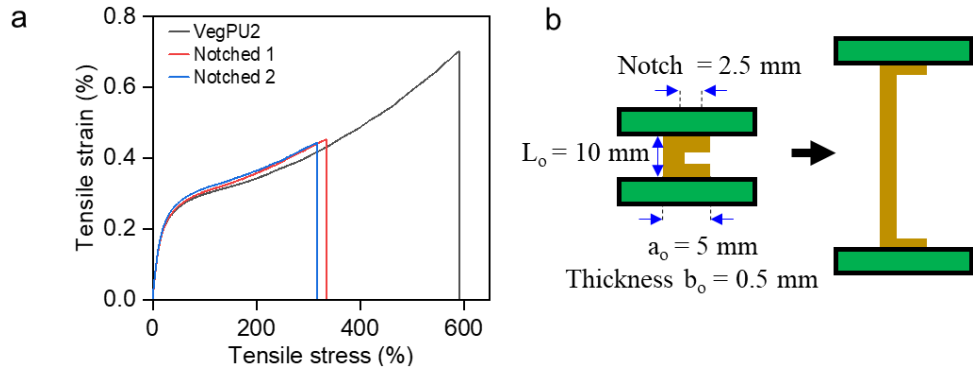 a
0.8
0.6
0.4
0.2
0.0
Tensile strain (%)
VegPU2
Notched 1
Notched 2
0
200
400
600
Tensile stress (%)
b
Notch = 2.5 mm
Lo = 10 mm
ao = 5 mm
Thickness bo = 0.5 mm